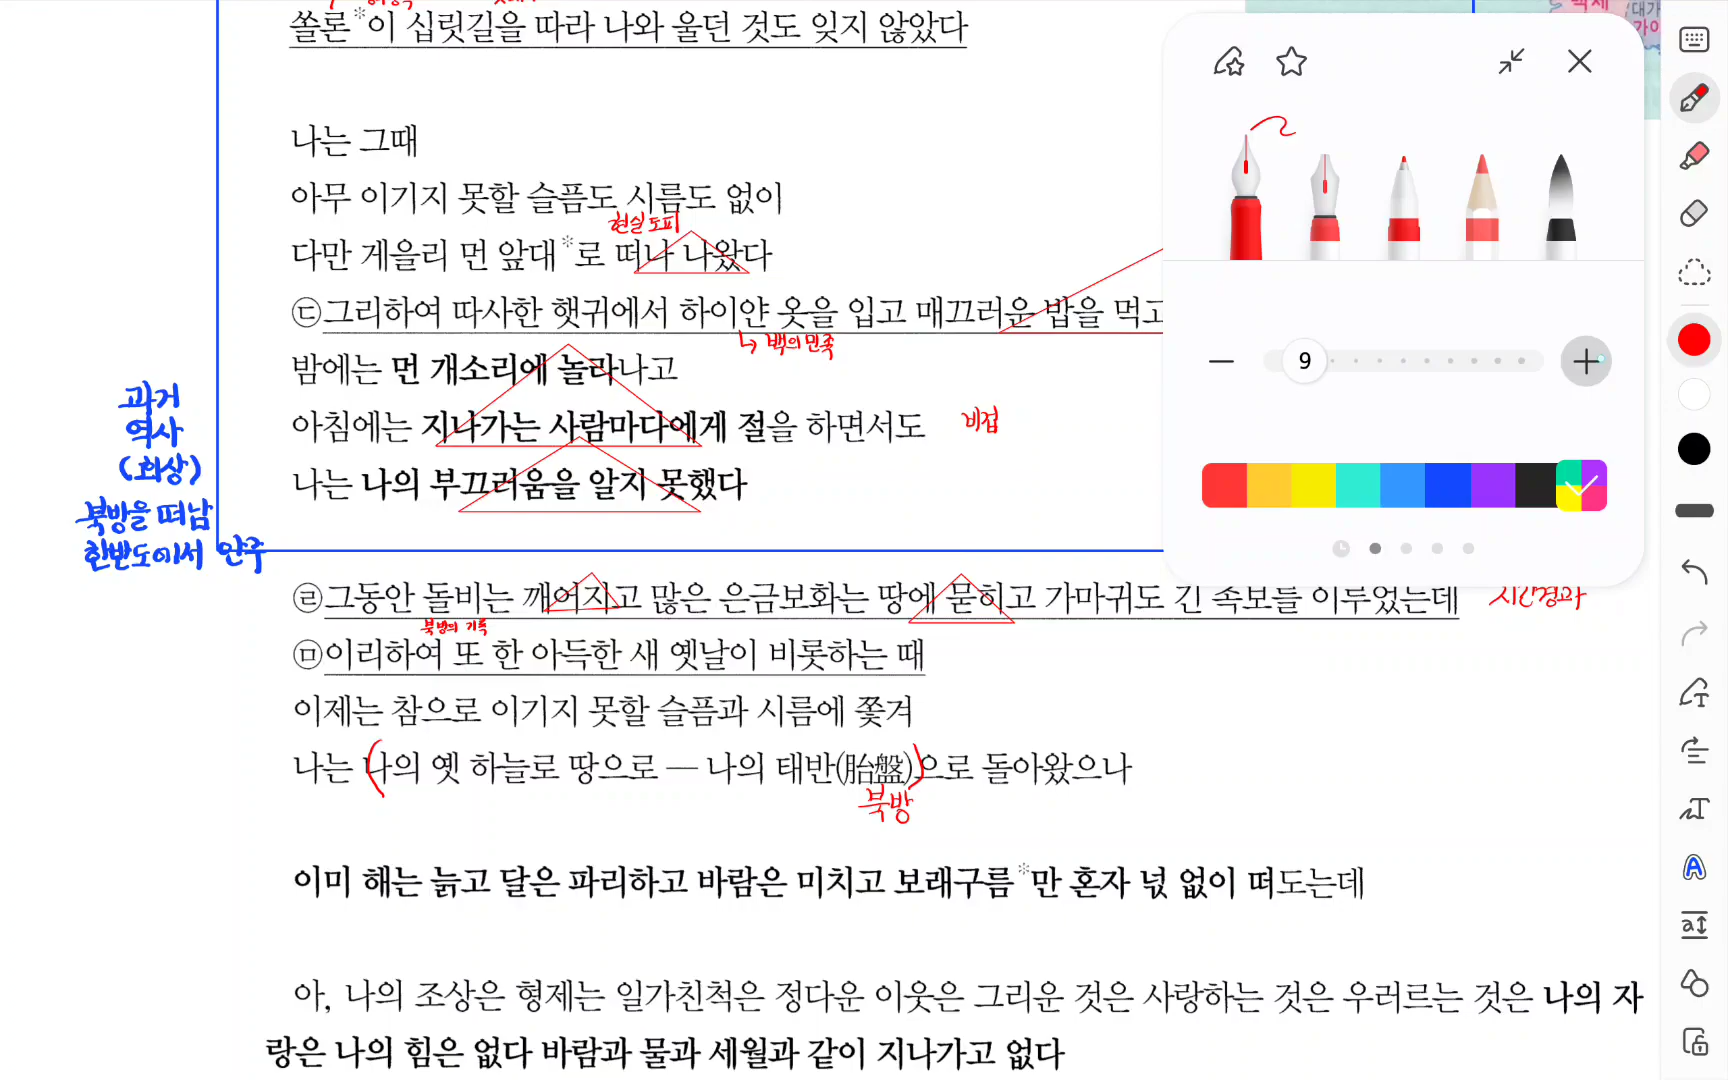 쏠론*이 십릿길을 따라 나와 울던 것도 잊지 않았다
나는 그때
아무 이기지 못할 슬픔도 시름도 없이
현실도피
다만 게을리 먼 앞대*로 떠나 나왔다
㉢그리하여 따사한 햇귀에서 하이얀 옷을 입고 매끄러운 밥을 먹고
↳ 백의민족
밤에는 먼 개소리에 놀라나고
아침에는 지나가는 사람마다에게 절을 하면서도
비겁
나는 나의 부끄러움을 알지 못했다
과거
역사
(회상)
북방을 떠남
한반도에서 안주
㉣그동안 돌비는 깨어지고 많은 은금보화는 땅에 묻히고 가마귀도 긴 족보를 이루었는데
시간경과
북방의 기록
㉤이리하여 또 한 아득한 새 옛날이 비롯하는 때
이제는 참으로 이기지 못할 슬픔과 시름에 쫓겨
나는 나의 옛 하늘로 땅으로 — 나의 태반(胎盤)으로 돌아왔으나
북방
이미 해는 늙고 달은 파리하고 바람은 미치고 보래구름*만 혼자 넋 없이 떠도는데
아, 나의 조상은 형제는 일가친척은 정다운 이웃은 그리운 것은 사랑하는 것은 우러르는 것은 나의 자
랑은 나의 힘은 없다 바람과 물과 세월과 같이 지나가고 없다
9
백제
대가
가야